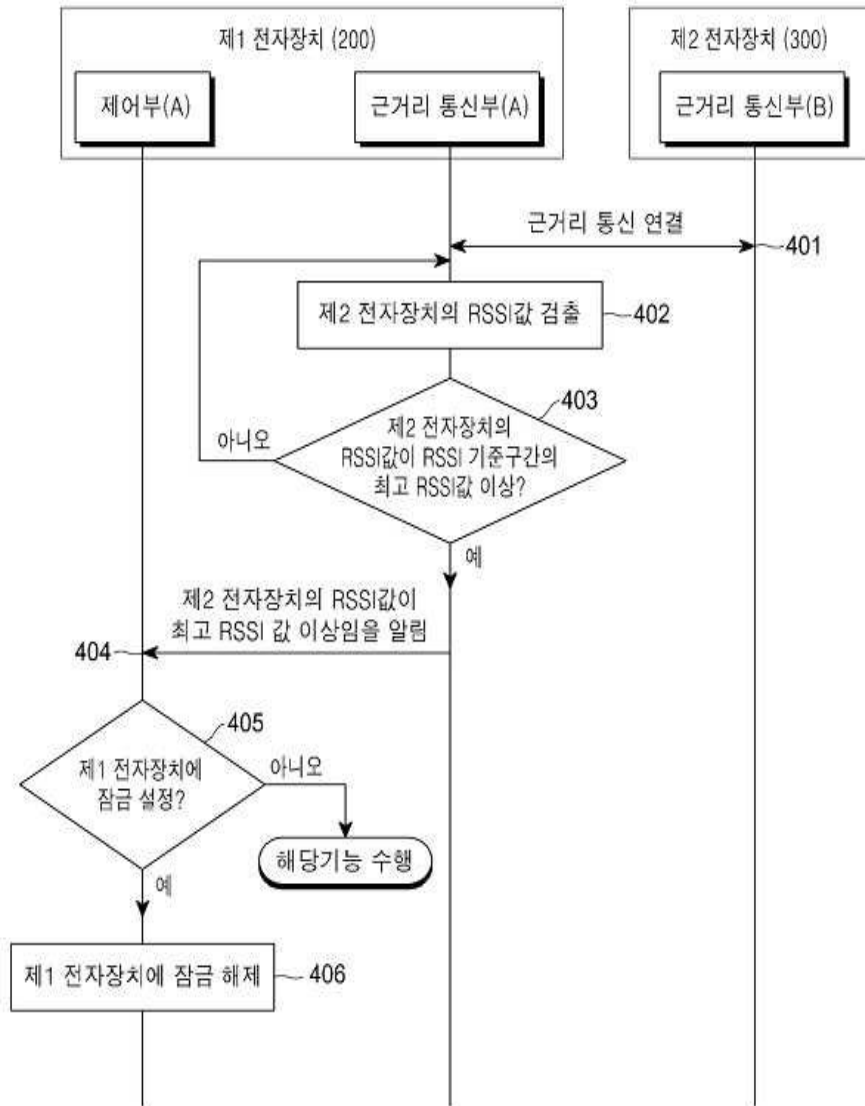 제1 전자장치 (200)
제2 전자장치 (300)
제어부(A)
근거리 통신부(A)
근거리 통신부(B)
근거리 통신 연결
401
제2 전자장치의 RSSI값 검출
402
403
제2 전자장치의
RSSI값이 RSSI 기준구간의
최고 RSSI값 이상?
아니오
예
제2 전자장치의 RSSI값이
최고 RSSI 값 이상임을 알림
404
405
제1 전자장치에
잠금 설정?
아니오
해당기능 수행
예
제1 전자장치에 잠금 해제
406